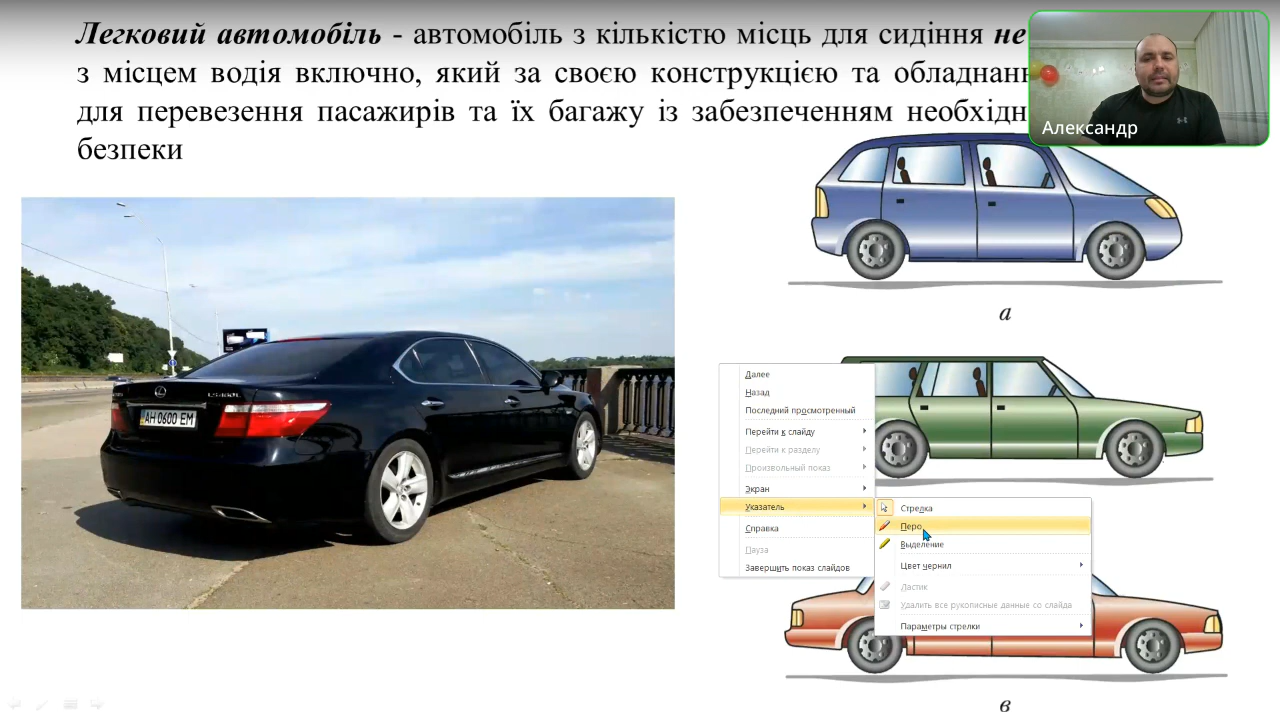 Легковий автомобіль - автомобіль з кількістю місць для сидіння не
з місцем водія включно, який за своєю конструкцією та обладнан
для перевезення пасажирів та їх багажу із забезпеченням необхідн
безпеки
Александр
АН 0600 ЕМ
а
Далее
Назад
Последний просмотренный
Перейти к слайду
Перейти к разделу
Произвольный показ
Экран
Указатель
Справка
Пауза
Завершить показ слайдов
Стрелка
Перо
Выделение
Цвет чернил
Ластик
Удалить все рукописные данные со слайда
Параметры стрелки
в